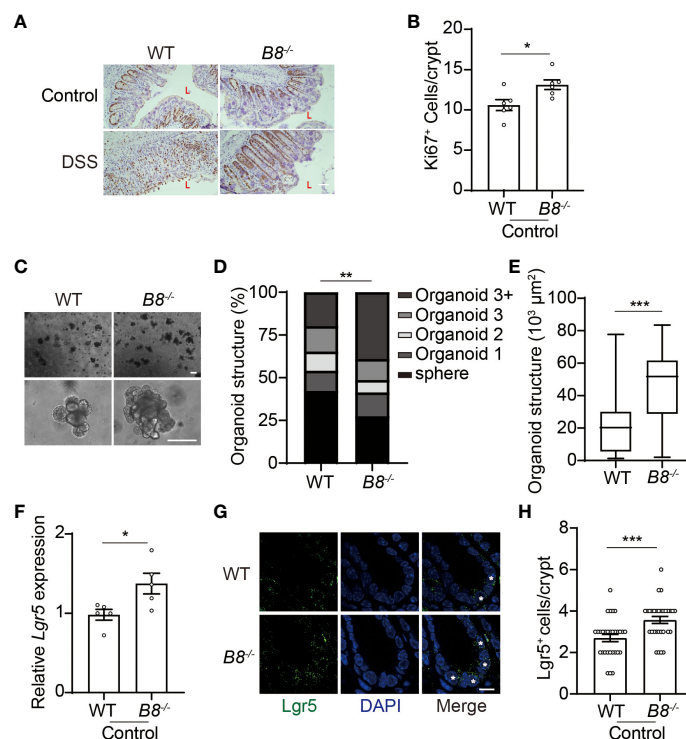 A
WT B8-/-
Control
L L
DSS
L L
B
Ki67+ Cells/crypt
20
15
10
5
0
*
WT B8-/-
Control
C
WT B8-/-
D
Organoid structure (%)
100
75
50
25
0
**
Organoid 3+
Organoid 3
Organoid 2
Organoid 1
sphere
WT B8-/-
E
Organoid structure (10³ μm²)
100
80
60
40
20
0
***
WT B8-/-
F
Relative Lgr5 expression
2
1
0
*
WT B8-/-
Control
G
WT
* *
B8-/-
* * * *
Lgr5 DAPI Merge
H
Lgr5+ cells/crypt
8
6
4
2
0
***
WT B8-/-
Control